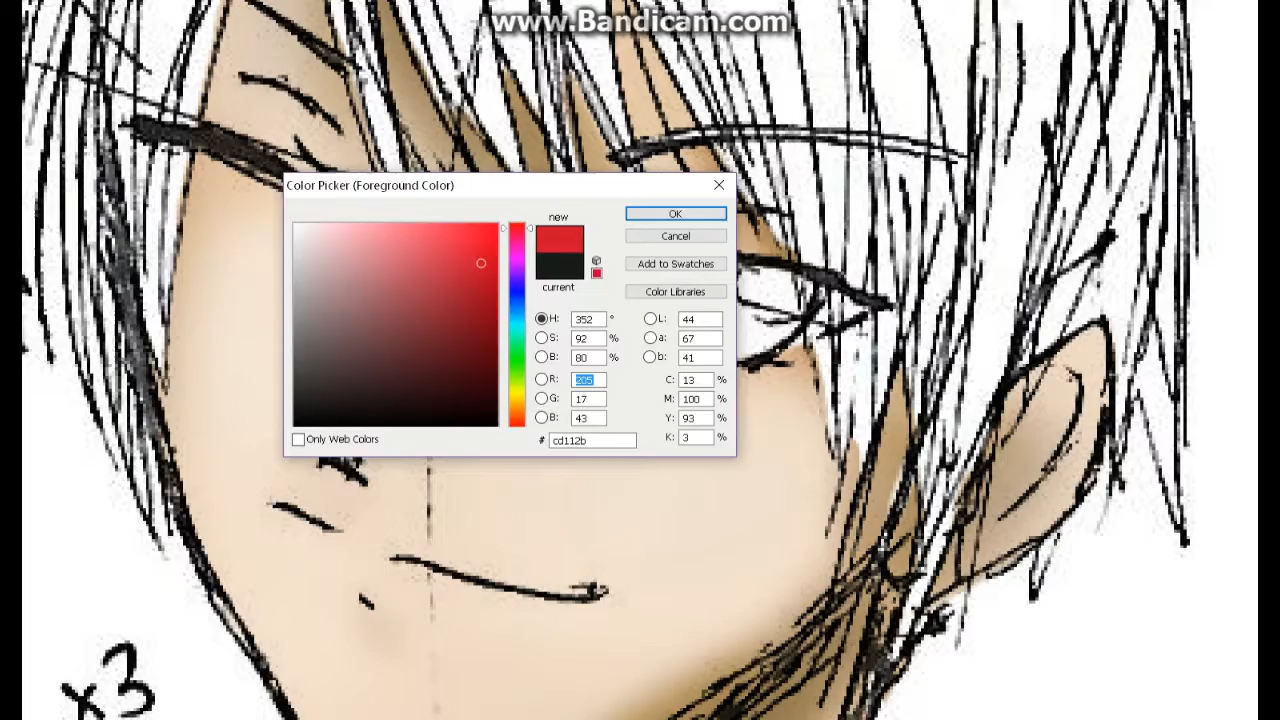 www.Bandicam.com
Color Picker (Foreground Color)
new
current
OK
Cancel
Add to Swatches
Color Libraries
H: 352 °
S: 92 %
B: 80 %
R: 205
G: 17
B: 43
# cd112b
L: 44
a: 67
b: 41
C: 13 %
M: 100 %
Y: 93 %
K: 3 %
Only Web Colors
x3